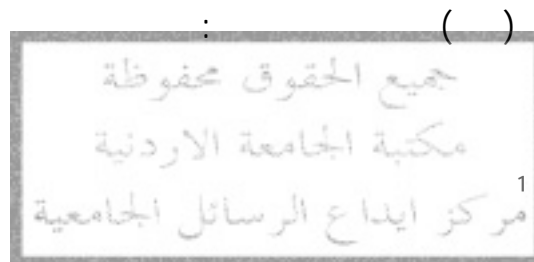 ( ) :
جميع الحقوق محفوظة
مكتبة الجامعة الاردنية
1
مركز ايداع الرسائل الجامعية